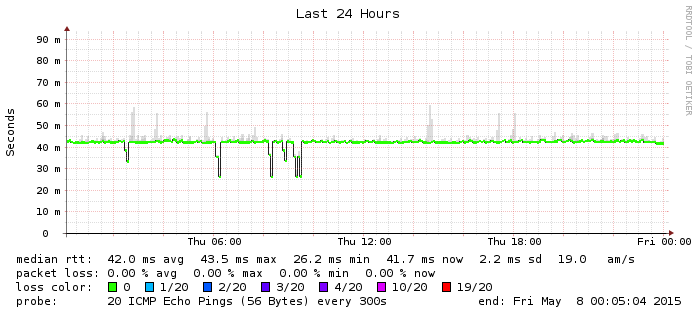 Last 24 Hours
RRDTOOL / TOBI OETIKER
Seconds
90 m
80 m
70 m
60 m
50 m
40 m
30 m
20 m
10 m
0
Thu 06:00 Thu 12:00 Thu 18:00 Fri 00:00
median rtt: 42.0 ms avg 43.5 ms max 26.2 ms min 41.7 ms now 2.2 ms sd 19.0 am/s
packet loss: 0.00 % avg 0.00 % max 0.00 % min 0.00 % now
loss color: 0 1/20 2/20 3/20 4/20 10/20 19/20
probe: 20 ICMP Echo Pings (56 Bytes) every 300s end: Fri May 8 00:05:04 2015